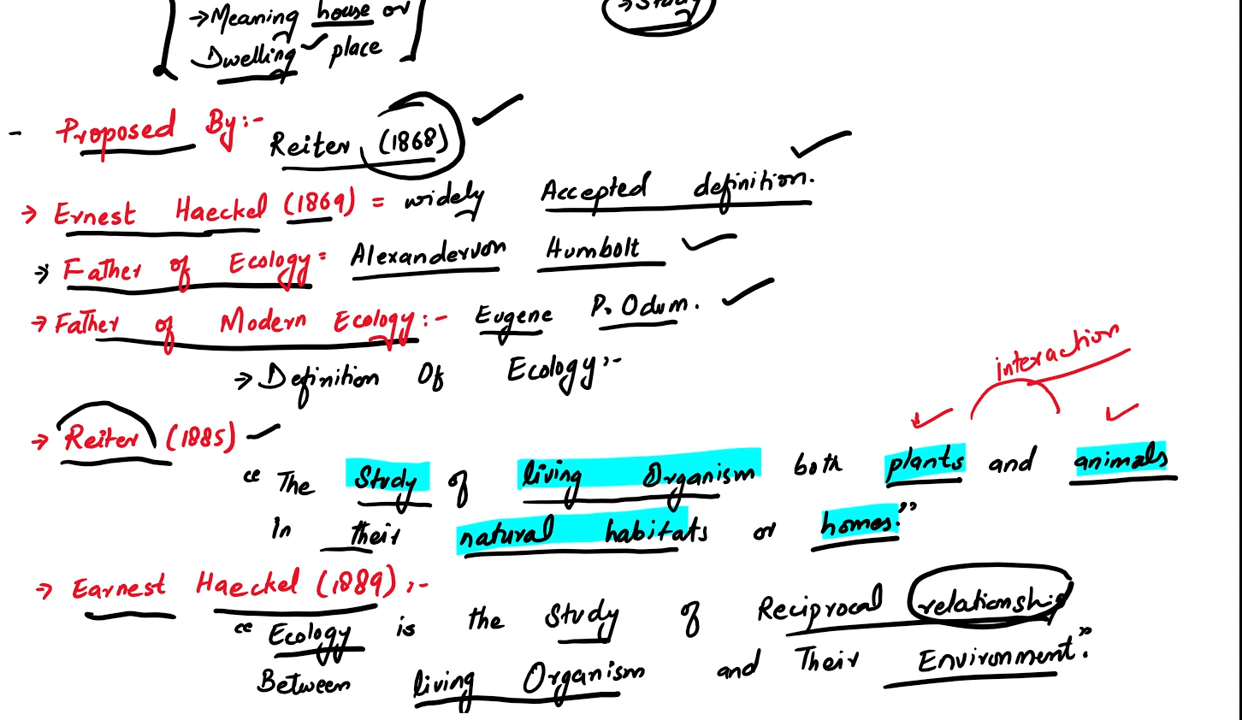 → Meaning house or
Dwelling place
→ Study
- Proposed By:- Reiter (1868)
→ Ernest Haeckel (1869) = widely Accepted definition.
→ Father of Ecology = Alexandervon Humbolt
→ Father of Modern Ecology:- Eugene P. Odum.
→ Definition Of Ecology:-
interaction
→ Reiter (1885)
“ The Study of living Organism both plants and animals
In their natural habitats or homes.”
→ Earnest Haeckel (1889):-
“ Ecology is the Study of Reciprocal relationship
Between living Organism and Their Environment.”